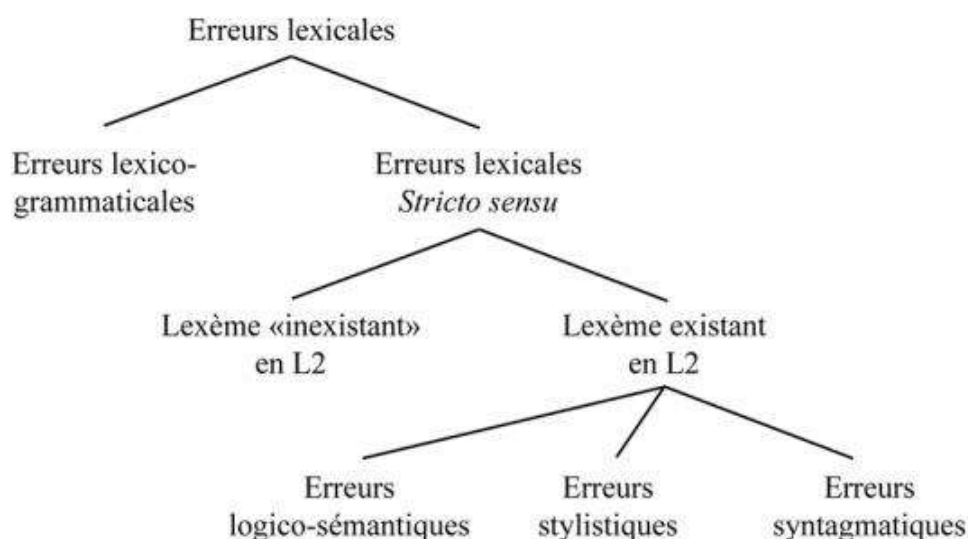 Erreurs lexicales
Erreurs lexico-
grammaticales
Erreurs lexicales
Stricto sensu
Lexème «inexistant»
en L2
Lexème existant
en L2
Erreurs
logico-sémantiques
Erreurs
stylistiques
Erreurs
syntagmatiques